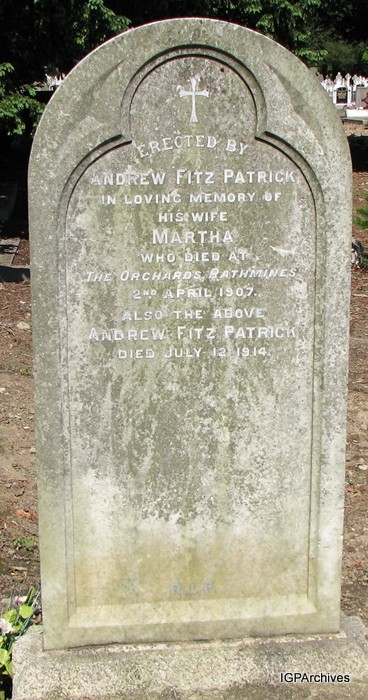 ERECTED BY
ANDREW FITZ PATRICK
IN LOVING MEMORY OF
HIS WIFE
MARTHA
WHO DIED AT
THE ORCHARDS, RATHMINES
2ND APRIL 1907.
ALSO THE ABOVE
ANDREW FITZ PATRICK
DIED JULY 12 1914.
R.I.P
IGPArchives